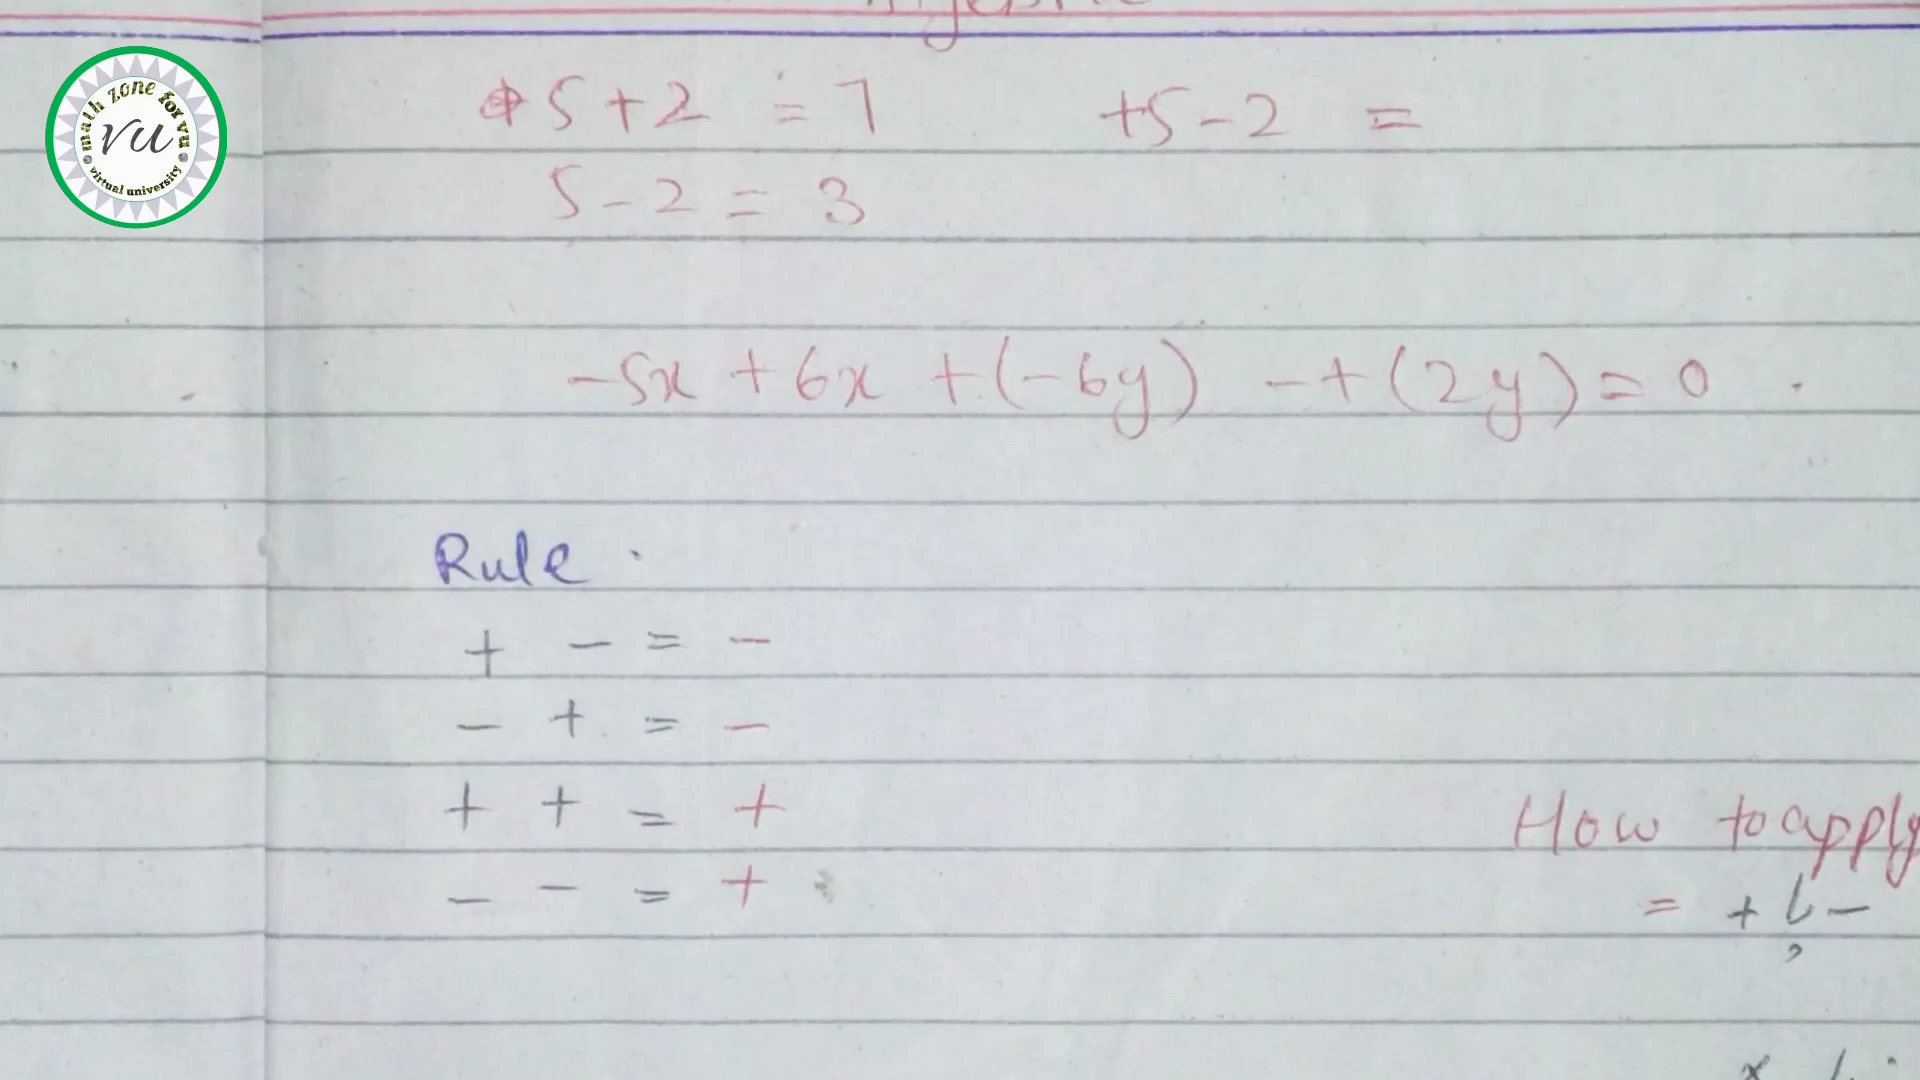 math zone for vu
vu
virtual university
5 + 2 = 7 +5 - 2 =
5 - 2 = 3
-5x + 6x + (-6y) - + (2y) = 0
Rule
+ - = -
- + = -
+ + = +
- - = +
How to apply